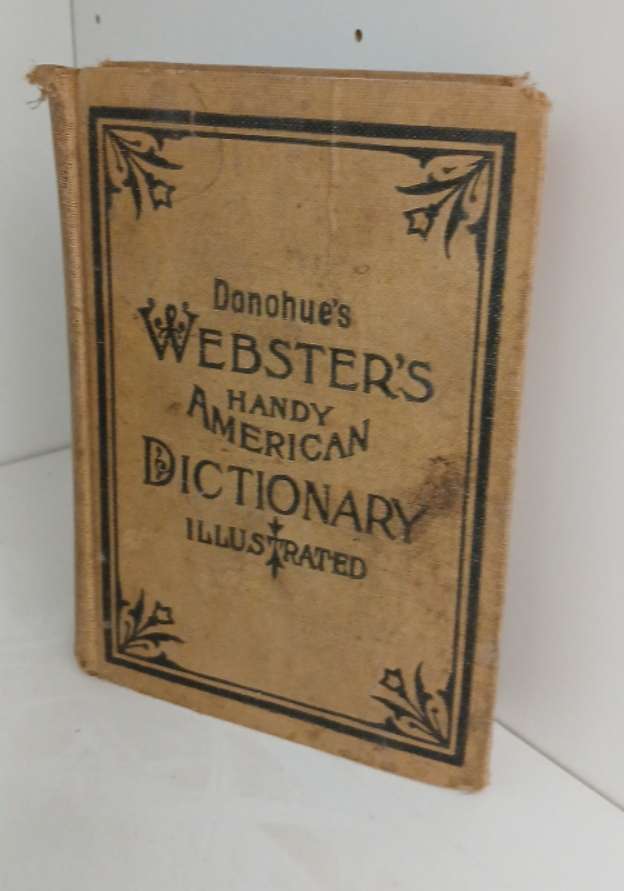 Donohue's
WEBSTER'S
HANDY
AMERICAN
DICTIONARY
ILLUSTRATED